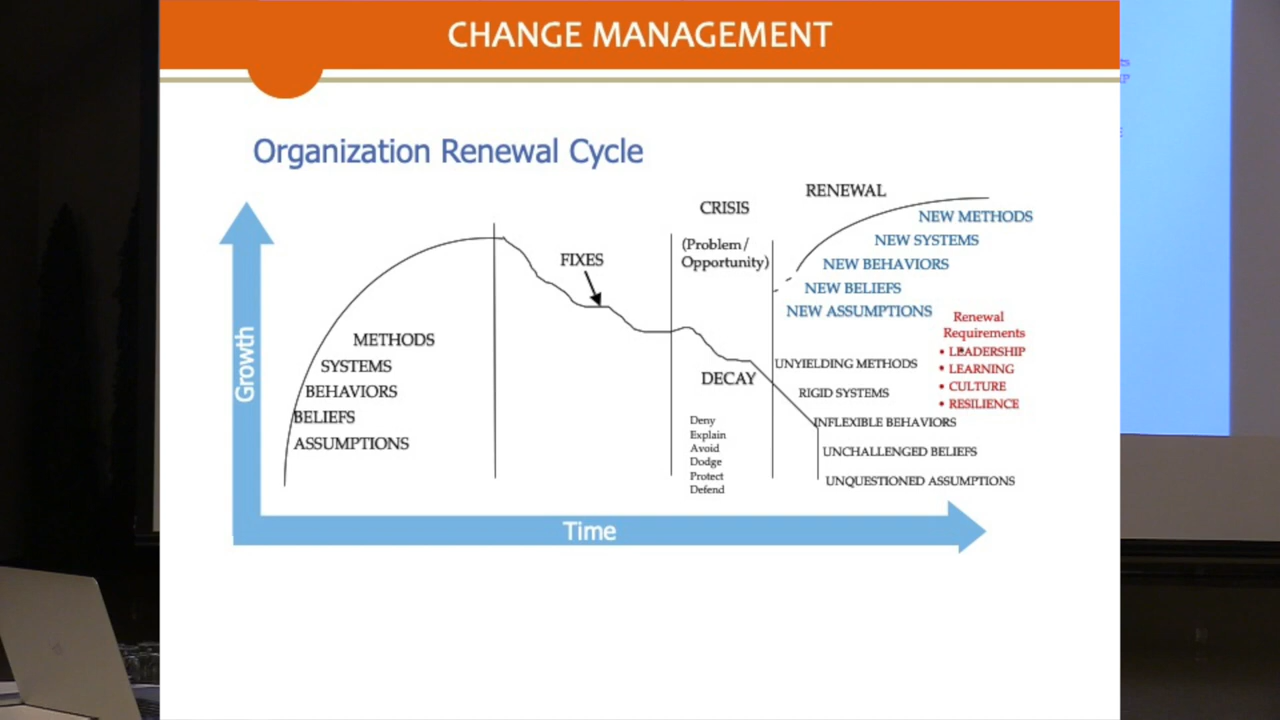 CHANGE MANAGEMENT
Organization Renewal Cycle
Growth
METHODS
SYSTEMS
BEHAVIORS
BELIEFS
ASSUMPTIONS
FIXES
CRISIS
(Problem/
Opportunity)
DECAY
Deny
Explain
Avoid
Dodge
Protect
Defend
RENEWAL
NEW METHODS
NEW SYSTEMS
NEW BEHAVIORS
NEW BELIEFS
NEW ASSUMPTIONS
Renewal
Requirements
• LEADERSHIP
• LEARNING
• CULTURE
• RESILIENCE
UNYIELDING METHODS
RIGID SYSTEMS
INFLEXIBLE BEHAVIORS
UNCHALLENGED BELIEFS
UNQUESTIONED ASSUMPTIONS
Time